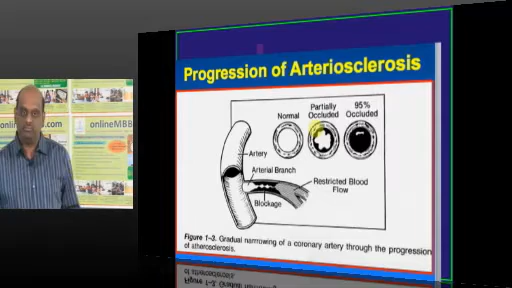 Progression of Arteriosclerosis
Partially
Normal Occluded
95%
Occluded
Artery
Arterial Branch
Restricted Blood
Flow
Blockage
Figure 1–3. Gradual narrowing of a coronary artery through the progression
of atherosclerosis.
onlineMBB